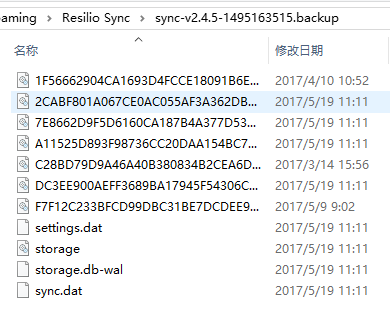 aming › Resilio Sync › sync-v2.4.5-1495163515.backup
名称 修改日期
1F56662904CA1693D4FCCE18091B6E... 2017/4/10 10:52
2CABF801A067CE0AC055AF3A362DB... 2017/5/19 11:11
7E8662D9F5D6160CA187B4A377D53... 2017/5/19 11:11
A11525D893F98736CC20DAA154BC7... 2017/5/19 11:11
C28BD79D9A46A40B380834B2CEA6D... 2017/3/14 15:56
DC3EE900AEFF3689BA17945F54306C... 2017/5/19 11:11
F7F12C233BFCD99DBC31BE7DCDEE9... 2017/5/9 9:02
settings.dat 2017/5/19 11:11
storage 2017/5/19 11:11
storage.db-wal 2017/5/19 11:11
sync.dat 2017/5/19 11:11